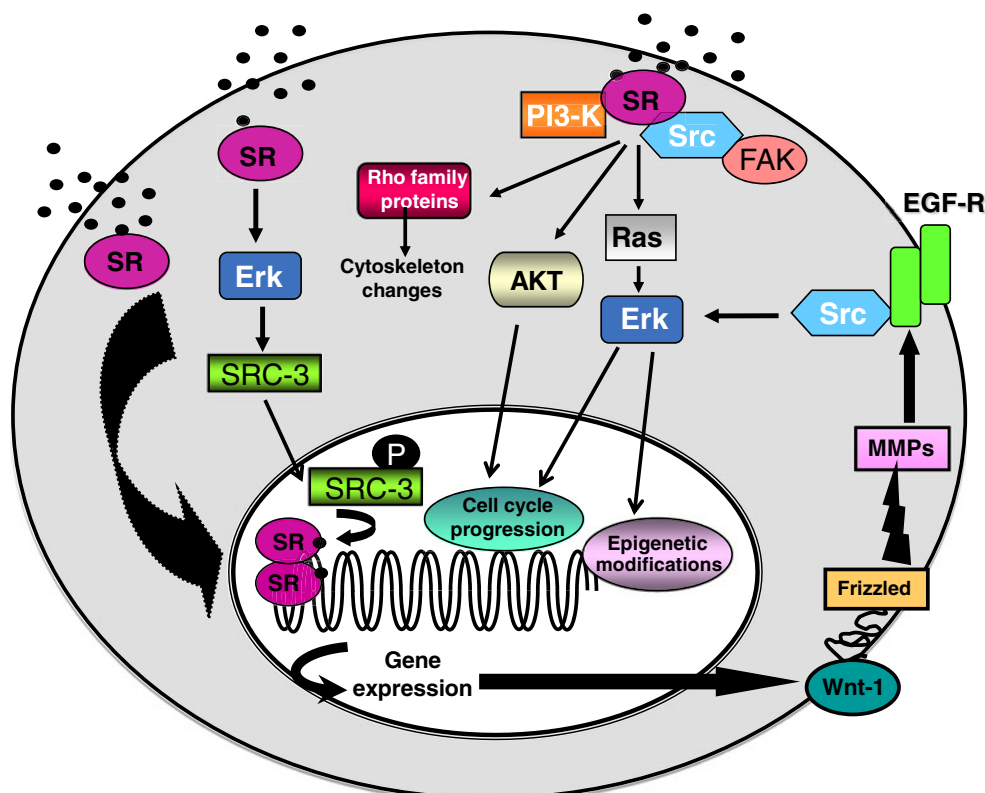 SR
PI3-K
Src
FAK
SR
Rho family
proteins
EGF-R
SR
Erk
Cytoskeleton
changes
AKT
Ras
Erk
Src
SRC-3
MMPs
P
SRC-3
Cell cycle
progression
SR
SR
Epigenetic
modifications
Frizzled
Gene
expression
Wnt-1